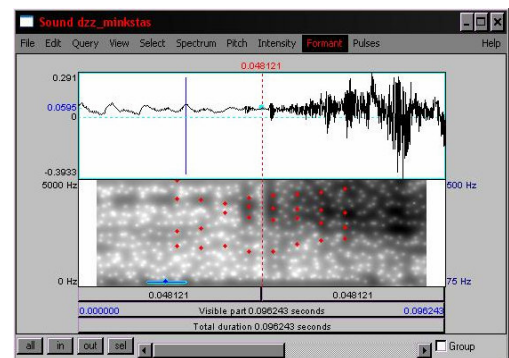 Sound dzz_minkstas
File Edit Query View Select Spectrum Pitch Intensity Formant Pulses Help
0.048121
0.291
0.0595
0
-0.3933
5000 Hz 500 Hz
0 Hz 75 Hz
0.048121 0.048121
0.000000 Visible part 0.096243 seconds 0.096243
Total duration 0.096243 seconds
all in out sel Group